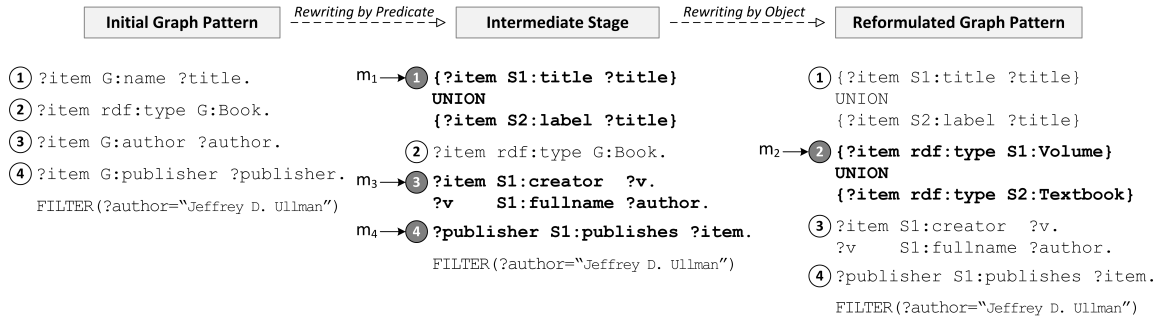 Initial Graph Pattern
Rewriting by Predicate
Intermediate Stage
Rewriting by Object
Reformulated Graph Pattern
1 ?item G:name ?title.
2 ?item rdf:type G:Book.
3 ?item G:author ?author.
4 ?item G:publisher ?publisher.
FILTER(?author="Jeffrey D. Ullman")
m1 1 {?item S1:title ?title}
UNION
{?item S2:label ?title}
2 ?item rdf:type G:Book.
m3 3 ?item S1:creator ?v.
?v S1:fullname ?author.
m4 4 ?publisher S1:publishes ?item.
FILTER(?author="Jeffrey D. Ullman")
1 {?item S1:title ?title}
UNION
{?item S2:label ?title}
m2 2 {?item rdf:type S1:Volume}
UNION
{?item rdf:type S2:Textbook}
3 ?item S1:creator ?v.
?v S1:fullname ?author.
4 ?publisher S1:publishes ?item.
FILTER(?author="Jeffrey D. Ullman")